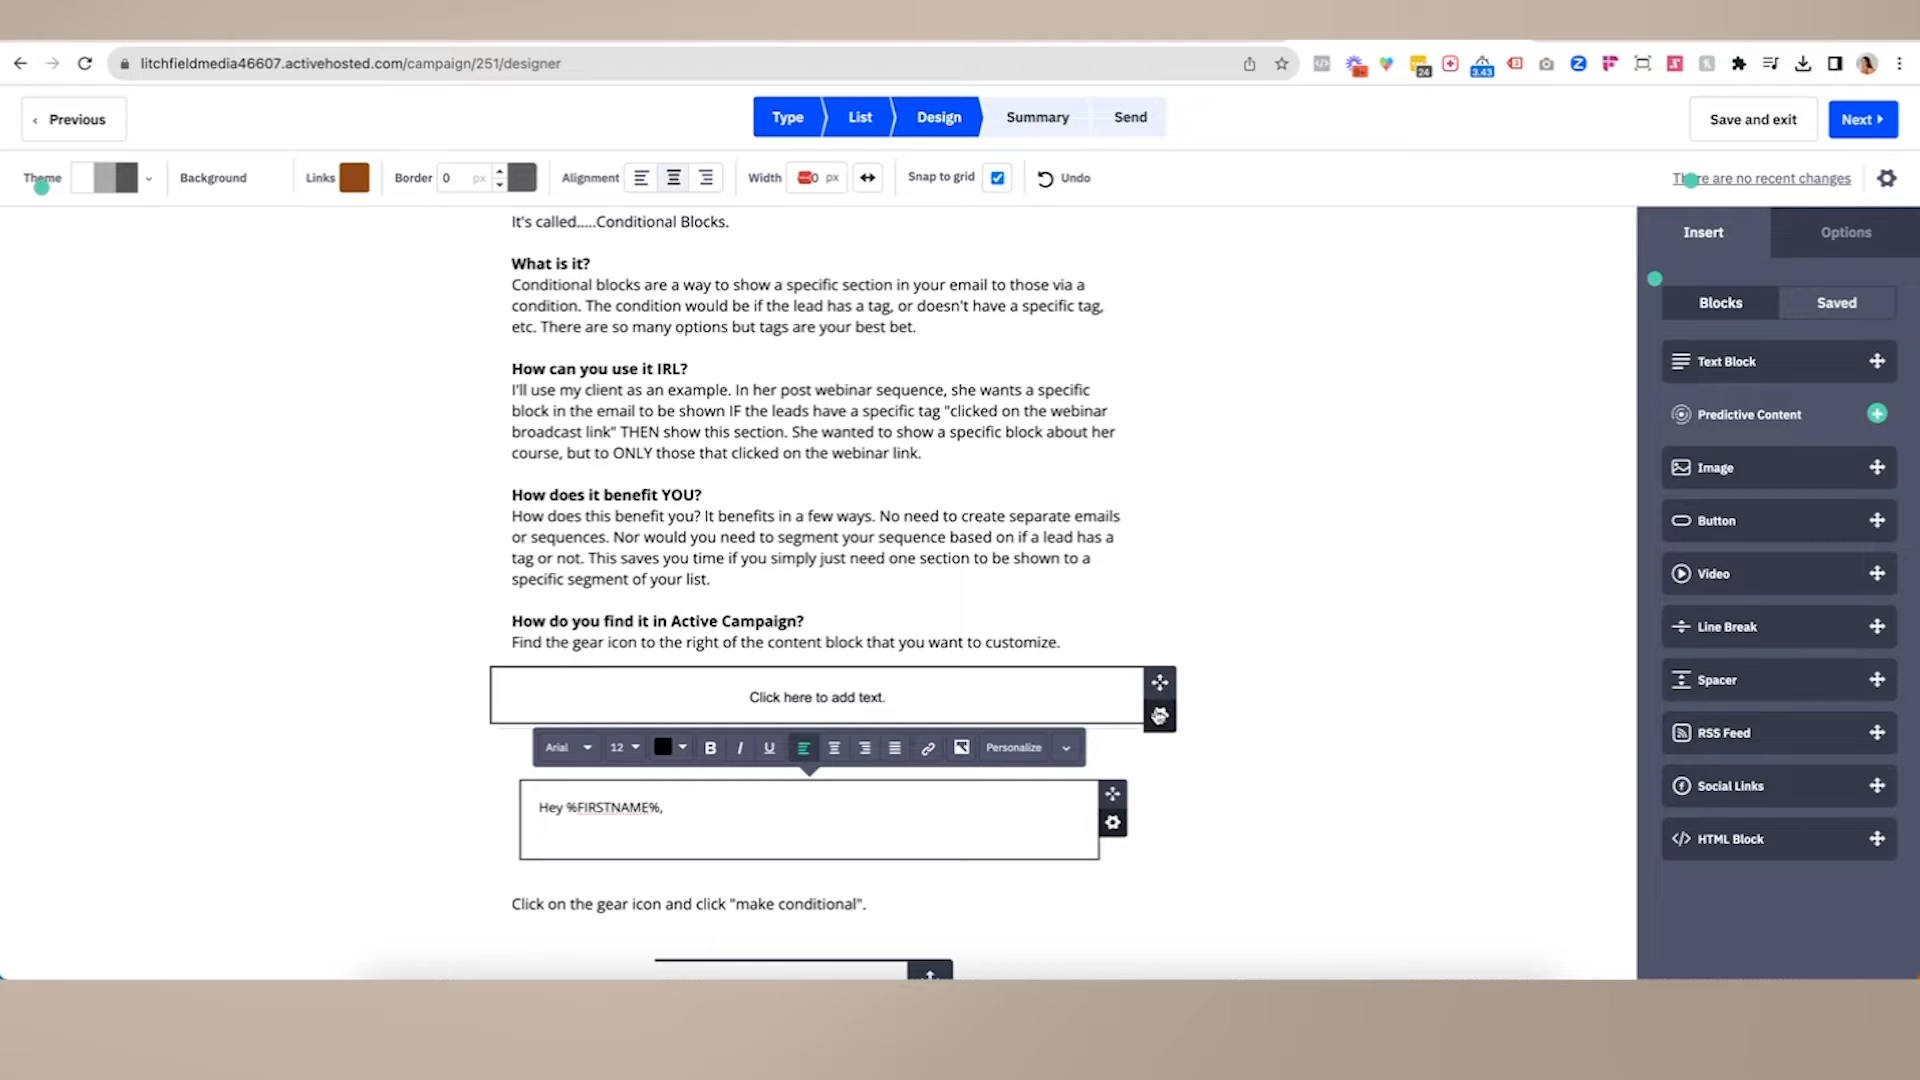 litchfieldmedia46607.activehosted.com/campaign/251/designer
9+
24
3.43
Previous
Type
List
Design
Summary
Send
Save and exit
Next
Theme
Background
Links
Border
0
px
Alignment
Width
px
Snap to grid
Undo
There are no recent changes
It's called.....Conditional Blocks.
What is it?
Conditional blocks are a way to show a specific section in your email to those via a
condition. The condition would be if the lead has a tag, or doesn't have a specific tag,
etc. There are so many options but tags are your best bet.
How can you use it IRL?
I'll use my client as an example. In her post webinar sequence, she wants a specific
block in the email to be shown IF the leads have a specific tag "clicked on the webinar
broadcast link" THEN show this section. She wanted to show a specific block about her
course, but to ONLY those that clicked on the webinar link.
How does it benefit YOU?
How does this benefit you? It benefits in a few ways. No need to create separate emails
or sequences. Nor would you need to segment your sequence based on if a lead has a
tag or not. This saves you time if you simply just need one section to be shown to a
specific segment of your list.
How do you find it in Active Campaign?
Find the gear icon to the right of the content block that you want to customize.
Click here to add text.
Arial
12
B
I
U
Personalize
Hey %FIRSTNAME%,
Click on the gear icon and click "make conditional".
Insert
Options
Blocks
Saved
Text Block
Predictive Content
Image
Button
Video
Line Break
Spacer
RSS Feed
Social Links
HTML Block